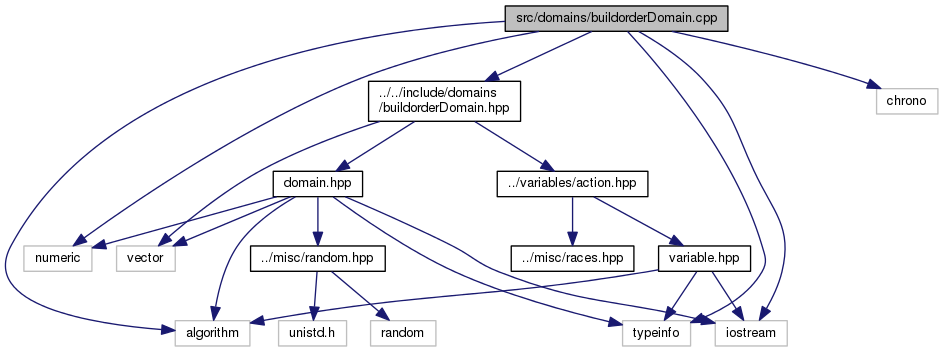 src/domains/buildorderDomain.cpp
../../include/domains
/buildorderDomain.hpp
chrono
domain.hpp
../variables/action.hpp
numeric
vector
../misc/random.hpp
../misc/races.hpp
variable.hpp
algorithm
unistd.h
random
typeinfo
iostream